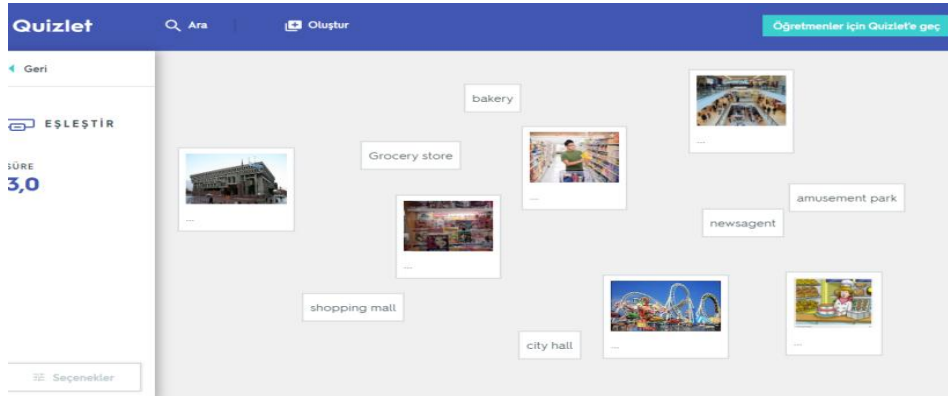 Quizlet
Ara
Oluştur
Öğretmenler için Quizlet'e geç
Geri
EŞLEŞTİR
SÜRE
3,0
Seçenekler
bakery
Grocery store
amusement park
newsagent
shopping mall
city hall